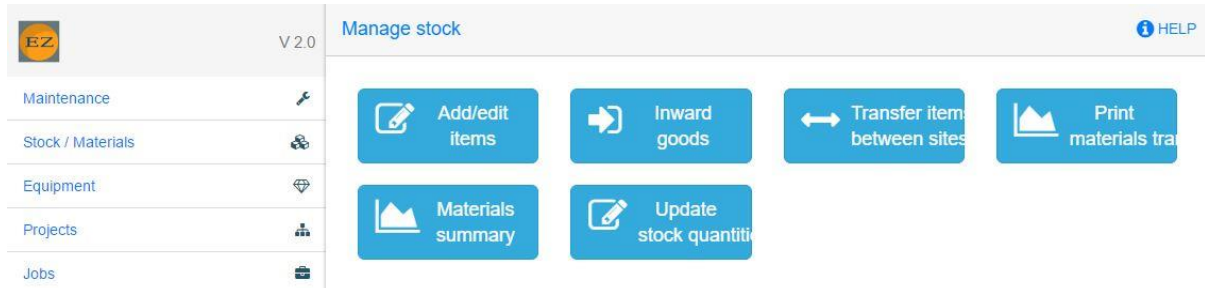 EZ
V 2.0
Manage stock
HELP
Maintenance
Stock / Materials
Equipment
Projects
Jobs
Add/edit
items
Inward
goods
Transfer item
between sites
Print
materials tra
Materials
summary
Update
stock quantiti